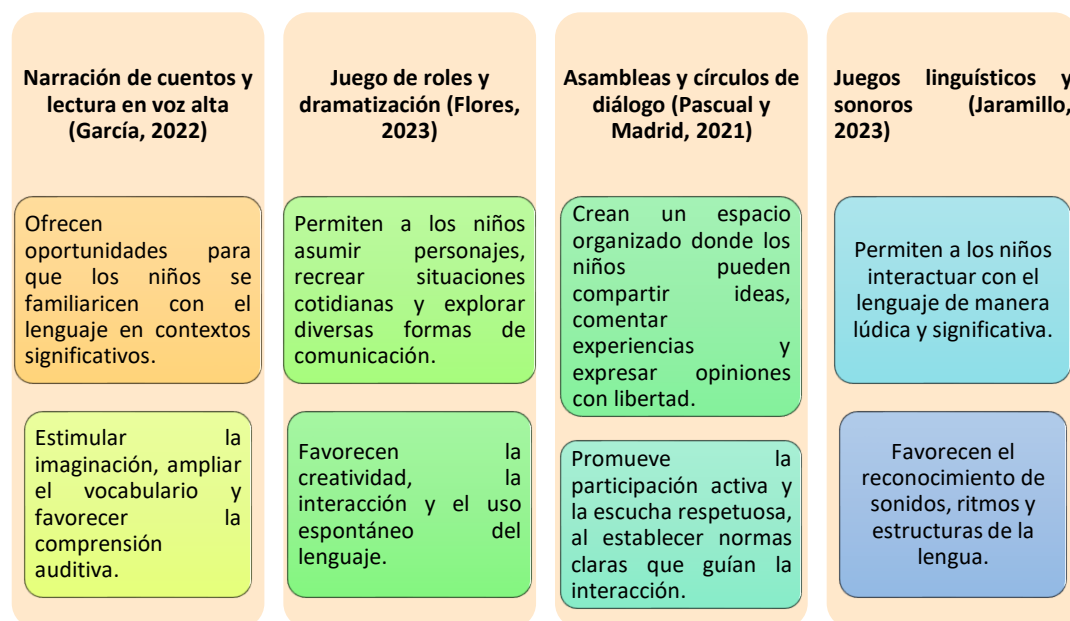 Narración de cuentos y
lectura en voz alta
(García, 2022)
Ofrecen
oportunidades para
que los niños se
familiaricen con el
lenguaje en contextos
significativos.
Estimular la
imaginación, ampliar
el vocabulario y
favorecer la
comprensión
auditiva.
Juego de roles y
dramatización (Flores,
2023)
Permiten a los niños
asumir personajes,
recrear situaciones
cotidianas y explorar
diversas formas de
comunicación.
Favorecen la
creatividad, la
interacción y el uso
espontáneo del
lenguaje.
Asambleas y círculos de
diálogo (Pascual y
Madrid, 2021)
Crean un espacio
organizado donde los
niños pueden
compartir ideas,
comentar
experiencias y
expresar opiniones
con libertad.
Promueve la
participación activa y
la escucha respetuosa,
al establecer normas
claras que guían la
interacción.
Juegos linguísticos y
sonoros (Jaramillo,
2023)
Permiten a los niños
interactuar con el
lenguaje de manera
lúdica y significativa.
Favorecen el
reconocimiento de
sonidos, ritmos y
estructuras de la
lengua.